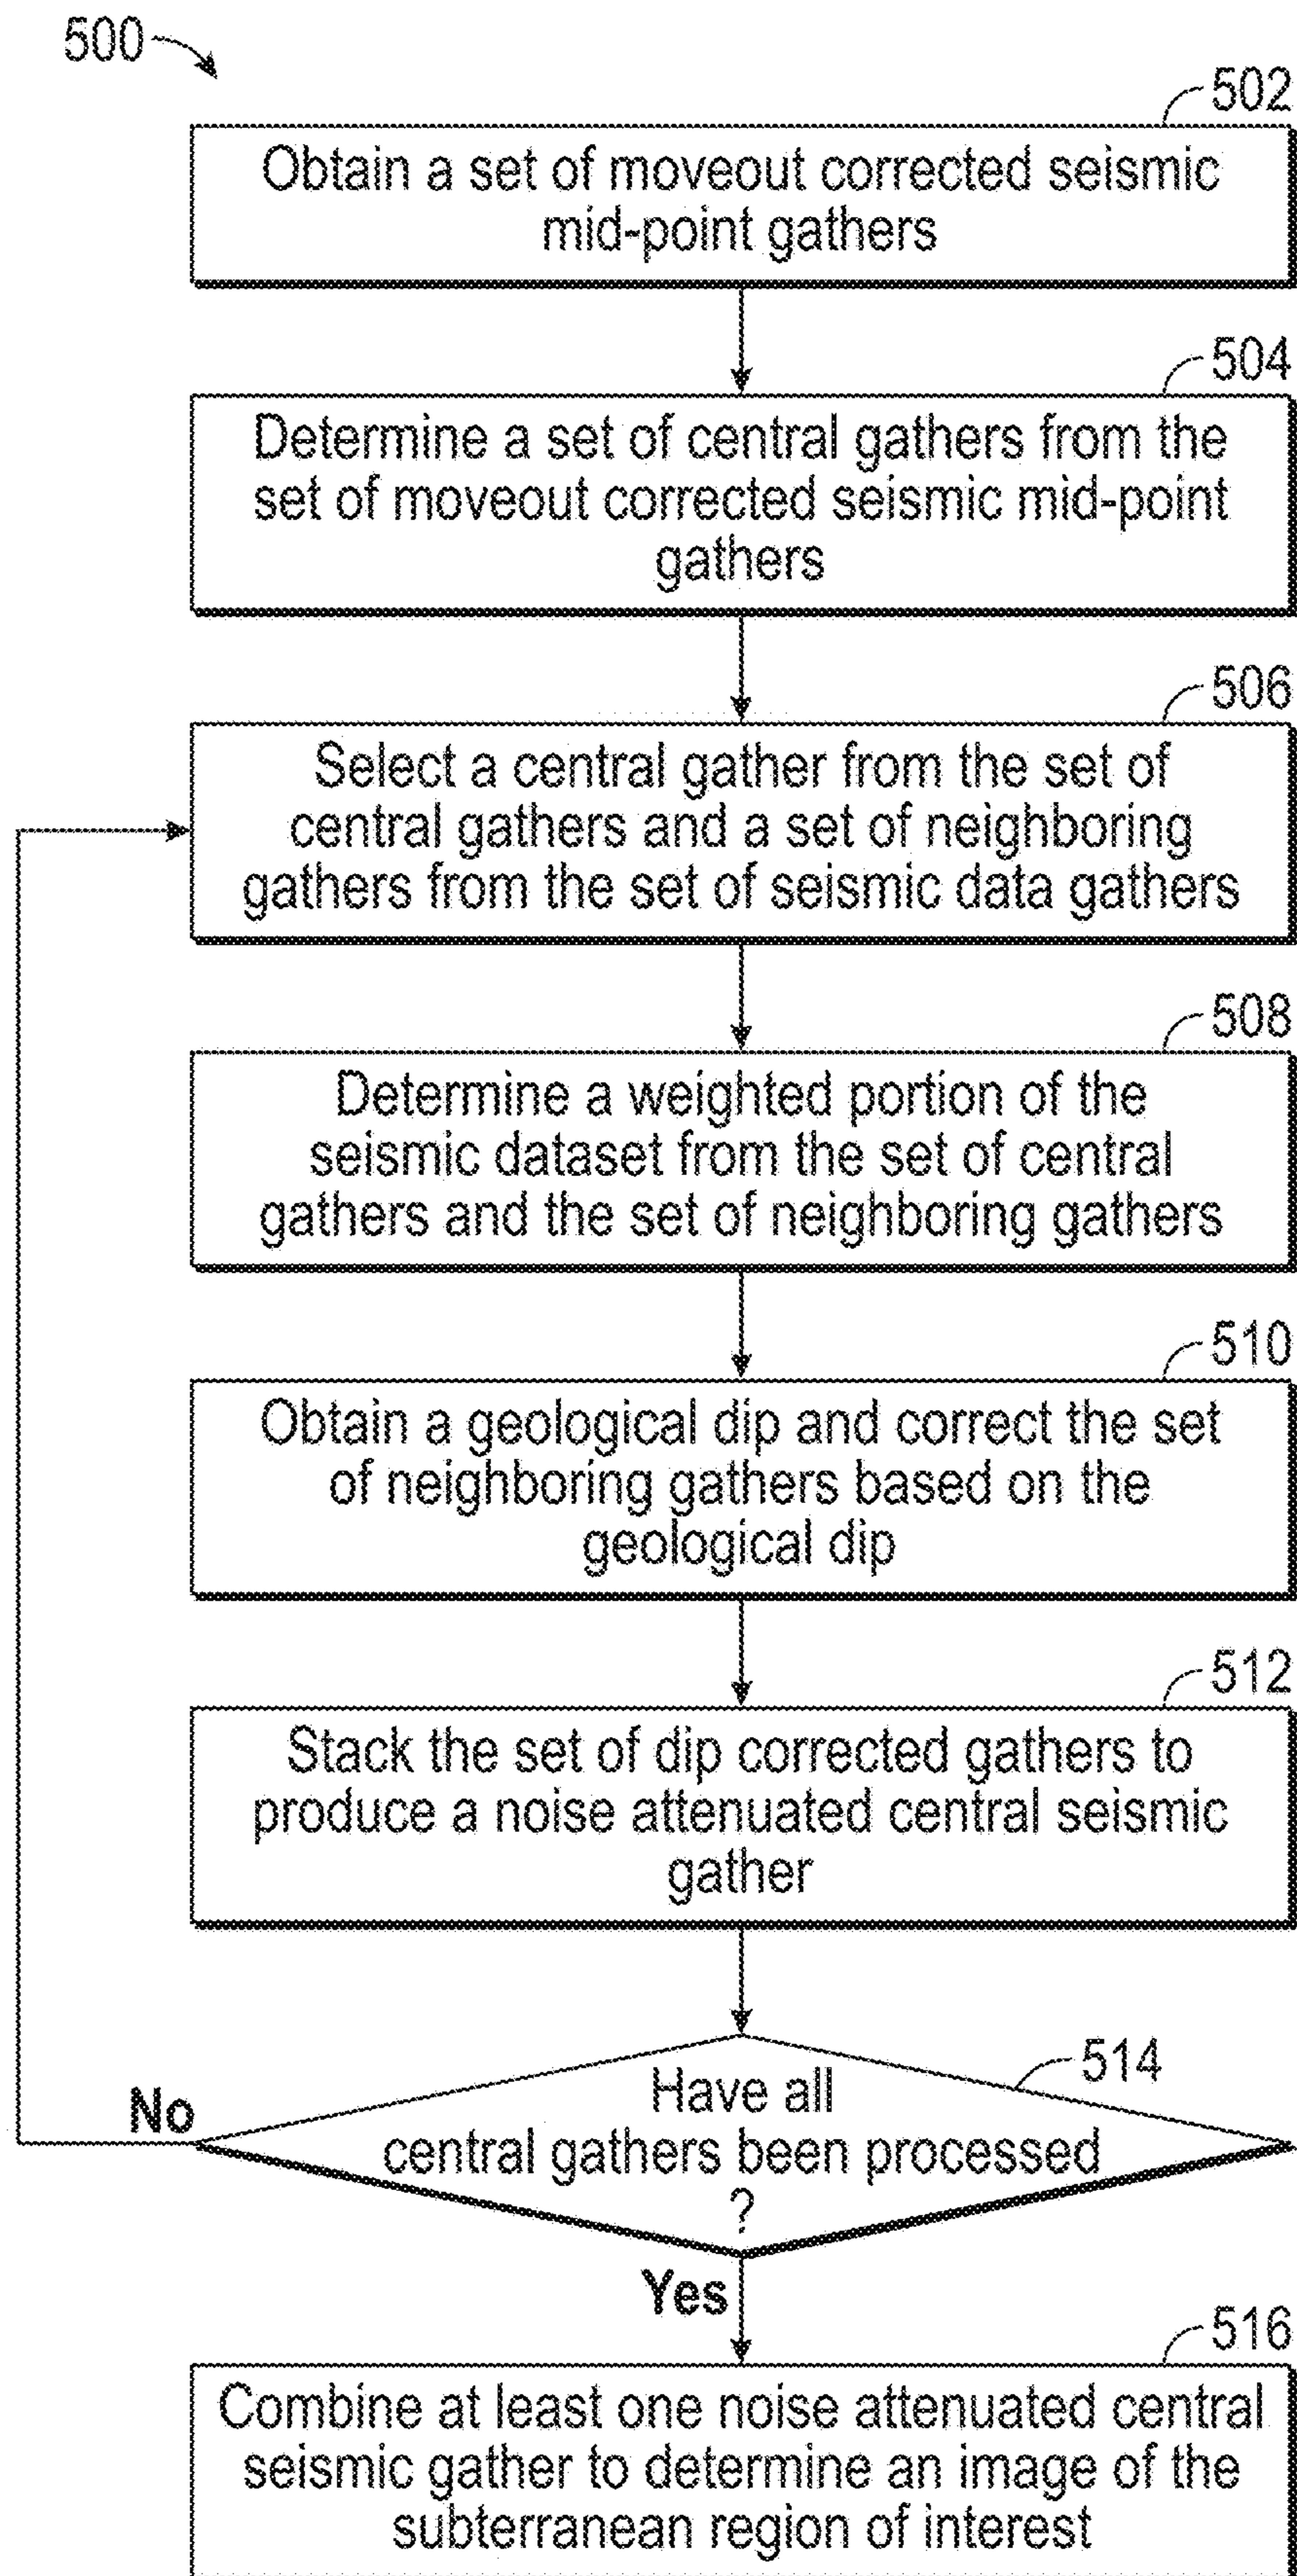 500
502
Obtain a set of moveout corrected seismic
mid-point gathers
504
Determine a set of central gathers from the
set of moveout corrected seismic mid-point
gathers
506
Select a central gather from the set of
central gathers and a set of neighboring
gathers from the set of seismic data gathers
508
Determine a weighted portion of the
seismic dataset from the set of central
gathers and the set of neighboring gathers
510
Obtain a geological dip and correct the set
of neighboring gathers based on the
geological dip
512
Stack the set of dip corrected gathers to
produce a noise attenuated central seismic
gather
514
Have all
central gathers been processed
?
No
Yes
516
Combine at least one noise attenuated central
seismic gather to determine an image of the
subterranean region of interest